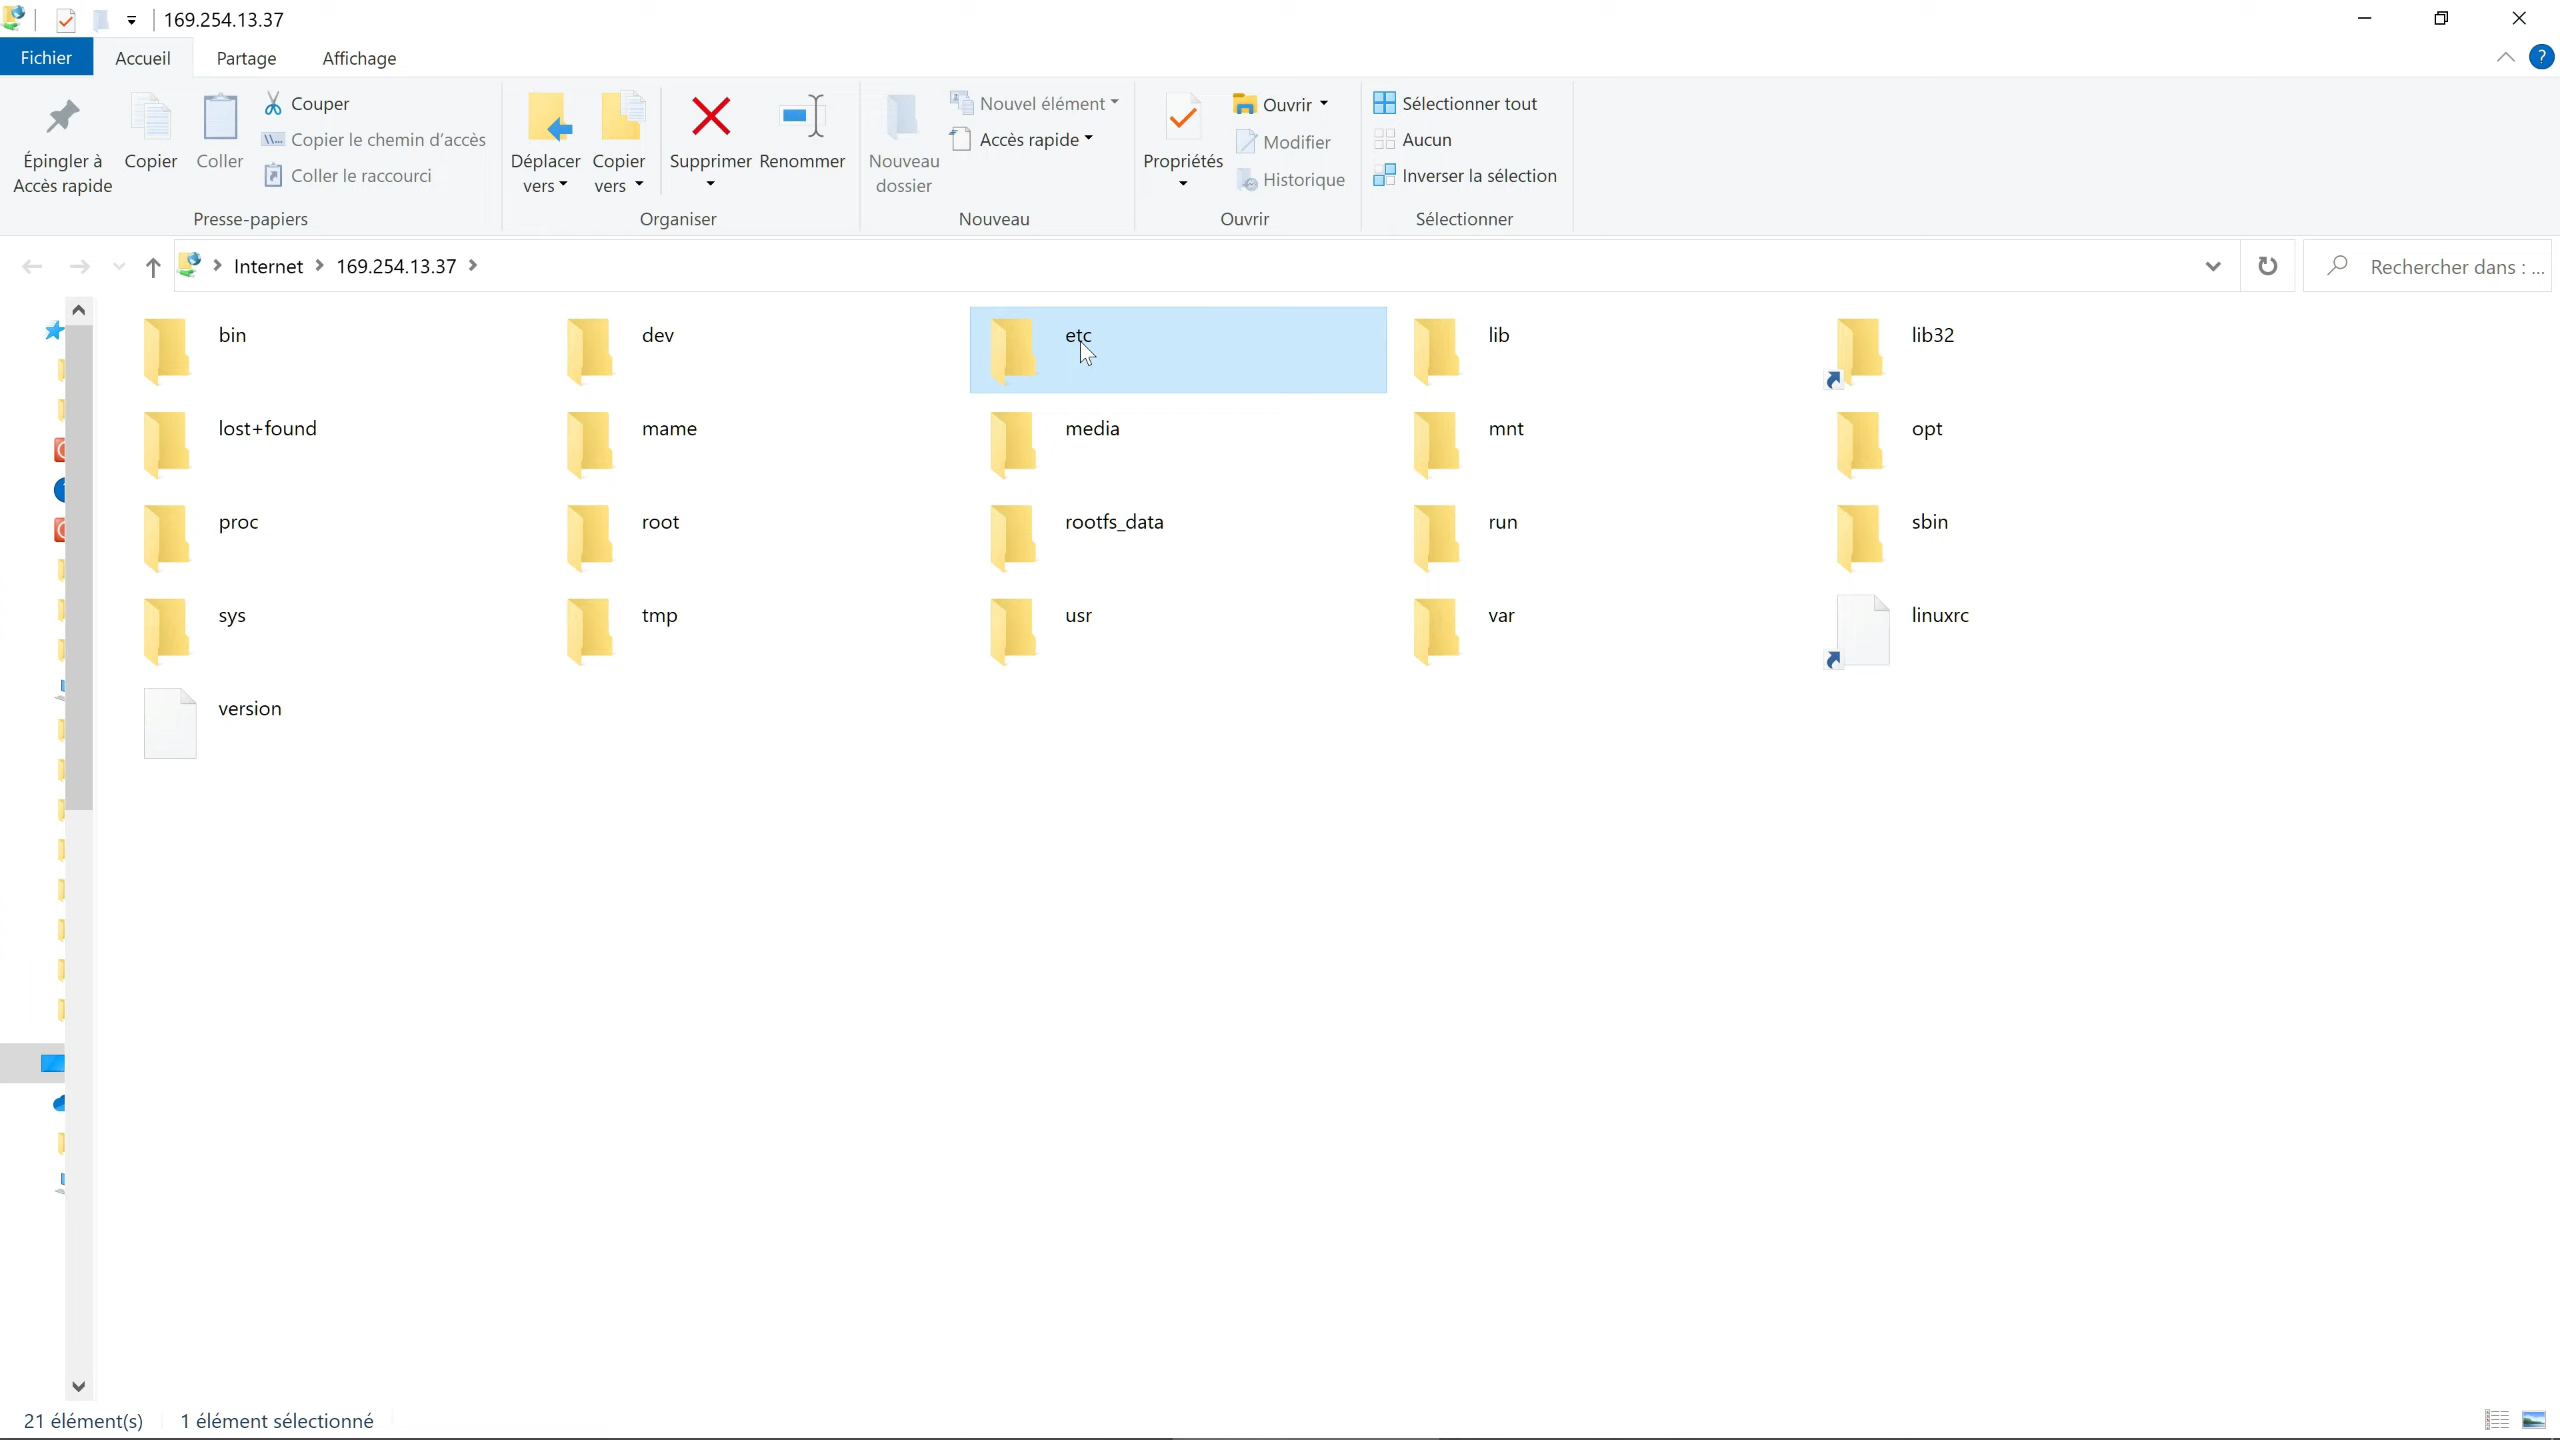 169.254.13.37
Fichier Accueil Partage Affichage
Épingler à Accès rapide
Copier
Coller
Couper
Copier le chemin d'accès
Coller le raccourci
Presse-papiers
Déplacer vers
Copier vers
Supprimer
Renommer
Organiser
Nouveau dossier
Nouvel élément
Accès rapide
Nouveau
Propriétés
Ouvrir
Modifier
Historique
Ouvrir
Sélectionner tout
Aucun
Inverser la sélection
Sélectionner
Internet 169.254.13.37
Rechercher dans : ...
bin dev etc lib lib32
lost+found mame media mnt opt
proc root rootfs_data run sbin
sys tmp usr var linuxrc
version
21 élément(s) 1 élément sélectionné